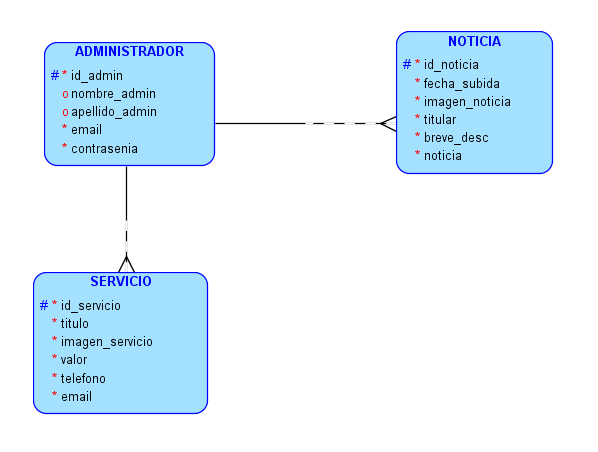 ADMINISTRADOR
# * id_admin
o nombre_admin
o apellido_admin
* email
* contrasenia
NOTICIA
# * id_noticia
* fecha_subida
* imagen_noticia
* titular
* breve_desc
* noticia
SERVICIO
# * id_servicio
* titulo
* imagen_servicio
* valor
* telefono
* email